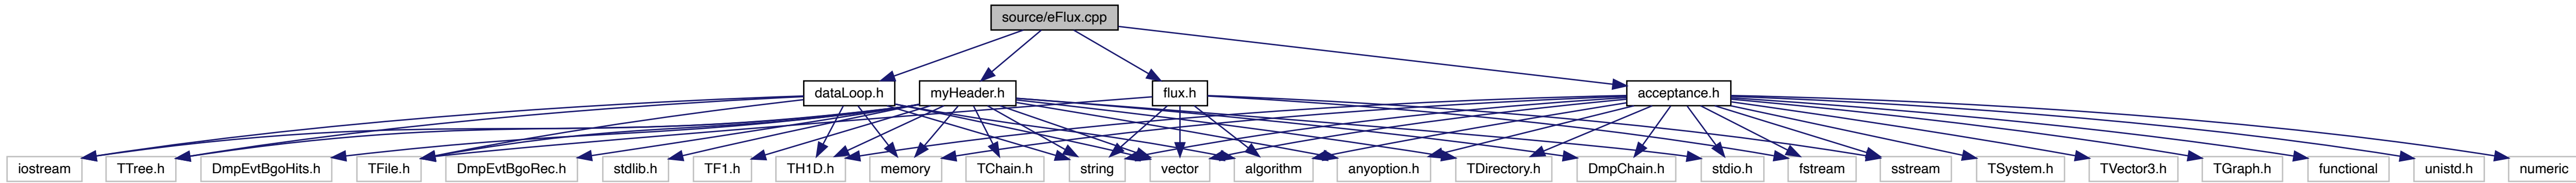 source/eFlux.cpp
dataLoop.h myHeader.h flux.h acceptance.h
iostream TTree.h DmpEvtBgoHits.h TFile.h DmpEvtBgoRec.h stdlib.h TF1.h TH1D.h memory TChain.h string vector algorithm anyoption.h TDirectory.h DmpChain.h stdio.h fstream sstream TSystem.h TVector3.h TGraph.h functional unistd.h numeric